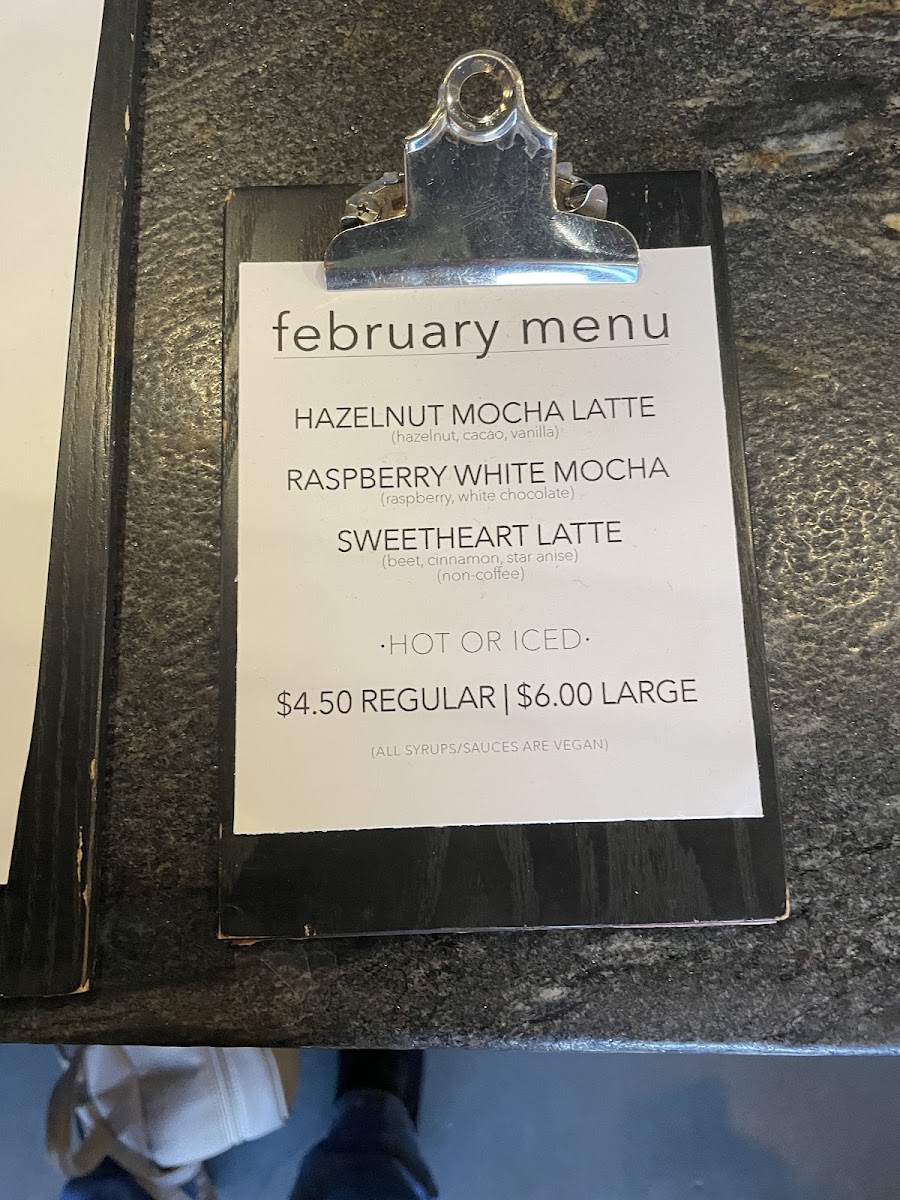 february menu
HAZELNUT MOCHA LATTE
(hazelnut, cacao, vanilla)
RASPBERRY WHITE MOCHA
(raspberry, white chocolate)
SWEETHEART LATTE
(beet, cinnamon, star anise)
(non-coffee)
·HOT OR ICED·
$4.50 REGULAR | $6.00 LARGE
(ALL SYRUPS/SAUCES ARE VEGAN)